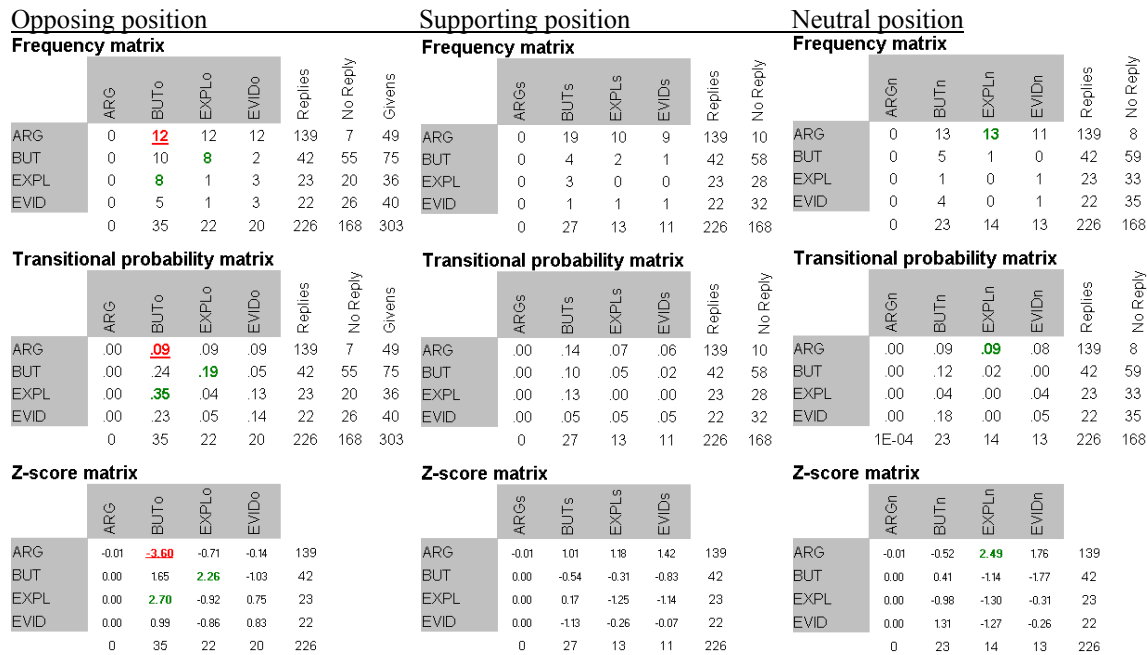 Opposing position Supporting position Neutral position
Frequency matrix Frequency matrix Frequency matrix
ARG BUTo EXPLo EVIDo Replies No Reply Givens ARGs BUTs EXPLs EVIDs Replies No Reply ARGn BUTn EXPLn EVIDn Replies No Reply
ARG 0 12 12 12 139 7 49 ARG 0 19 10 9 139 10 ARG 0 13 13 11 139 8
BUT 0 10 8 2 42 55 75 BUT 0 4 2 1 42 58 BUT 0 5 1 0 42 59
EXPL 0 8 1 3 23 20 36 EXPL 0 3 0 0 23 28 EXPL 0 1 0 1 23 33
EVID 0 5 1 3 22 26 40 EVID 0 1 1 1 22 32 EVID 0 4 0 1 22 35
0 35 22 20 226 168 303 0 27 13 11 226 168 0 23 14 13 226 168
Transitional probability matrix Transitional probability matrix Transitional probability matrix
ARG BUTo EXPLo EVIDo Replies No Reply Givens ARGs BUTs EXPLs EVIDs Replies No Reply ARGn BUTn EXPLn EVIDn Replies No Reply
ARG .00 .09 .09 .09 139 7 49 ARG .00 .14 .07 .06 139 10 ARG .00 .09 .09 .08 139 8
BUT .00 .24 .19 .05 42 55 75 BUT .00 .10 .05 .02 42 58 BUT .00 .12 .02 .00 42 59
EXPL .00 .35 .04 .13 23 20 36 EXPL .00 .13 .00 .00 23 28 EXPL .00 .04 .00 .04 23 33
EVID .00 .23 .05 .14 22 26 40 EVID .00 .05 .05 .05 22 32 EVID .00 .18 .00 .05 22 35
0 35 22 20 226 168 303 0 27 13 11 226 168 1E-04 23 14 13 226 168
Z-score matrix Z-score matrix Z-score matrix
ARG BUTo EXPLo EVIDo ARGs BUTs EXPLs EVIDs ARGn BUTn EXPLn EVIDn
ARG -0.01 -3.60 -0.71 -0.14 139 ARG -0.01 1.01 1.18 1.42 139 ARG -0.01 -0.52 2.49 1.76 139
BUT 0.00 1.65 2.26 -1.03 42 BUT 0.00 -0.54 -0.31 -0.83 42 BUT 0.00 0.41 -1.14 -1.77 42
EXPL 0.00 2.70 -0.92 0.75 23 EXPL 0.00 0.17 -1.25 -1.14 23 EXPL 0.00 -0.98 -1.30 -0.31 23
EVID 0.00 0.99 -0.86 0.83 22 EVID 0.00 -1.13 -0.26 -0.07 22 EVID 0.00 1.31 -1.27 -0.26 22
0 35 22 20 226 0 27 13 11 226 0 23 14 13 226